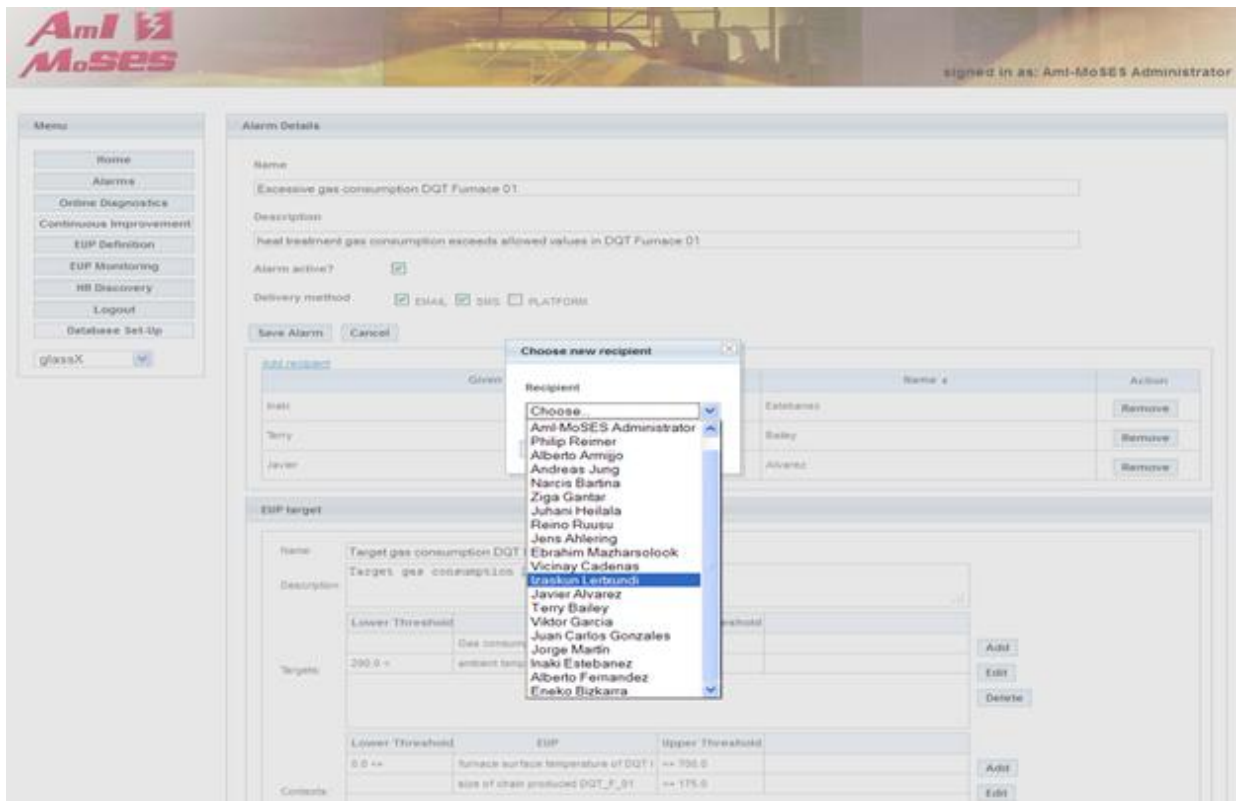 AmI
MoSES
signed in as: AmI-MoSES Administrator
Menu
Home
Alarms
Online Diagnostics
Continuous Improvement
EUP Definition
EUP Monitoring
HR Discovery
Logout
Database Set-Up
glassX
Alarm Details
Name
Excessive gas consumption DQT Furnace 01
Description
heat treatment gas consumption exceeds allowed values in DQT Furnace 01
Alarm active?
Delivery method EMAIL SMS PLATFORM
Save Alarm Cancel
Add recipient
Given Name Action
Inaki Estebanez Remove
Terry Bailey Remove
Javier Alvarez Remove
Choose new recipient
Recipient
Choose..
AmI-MoSES Administrator
Philip Reimer
Alberto Armijo
Andreas Jung
Narcis Bartina
Ziga Gantar
Juhani Heilala
Reino Ruusu
Jens Ahlering
Ebrahim Mazharsolook
Vicinay Cadenas
Izaskun Lertxundi
Javier Alvarez
Terry Bailey
Viktor Garcia
Juan Carlos Gonzales
Jorge Martín
Inaki Estebanez
Alberto Fernandez
Eneko Bizkarra
EUP target
Name Target gas consumption DQT
Description Target gas consumption
Lower Threshold
Gas consum
Targets 200.0 < ambient temp
Add
Edit
Delete
Lower Threshold EUP Upper Threshold
0.0 <= furnace surface temperature of DQT <= 700.0
size of chain produced DQT_F_01 <= 175.0
Contexts
Add
Edit